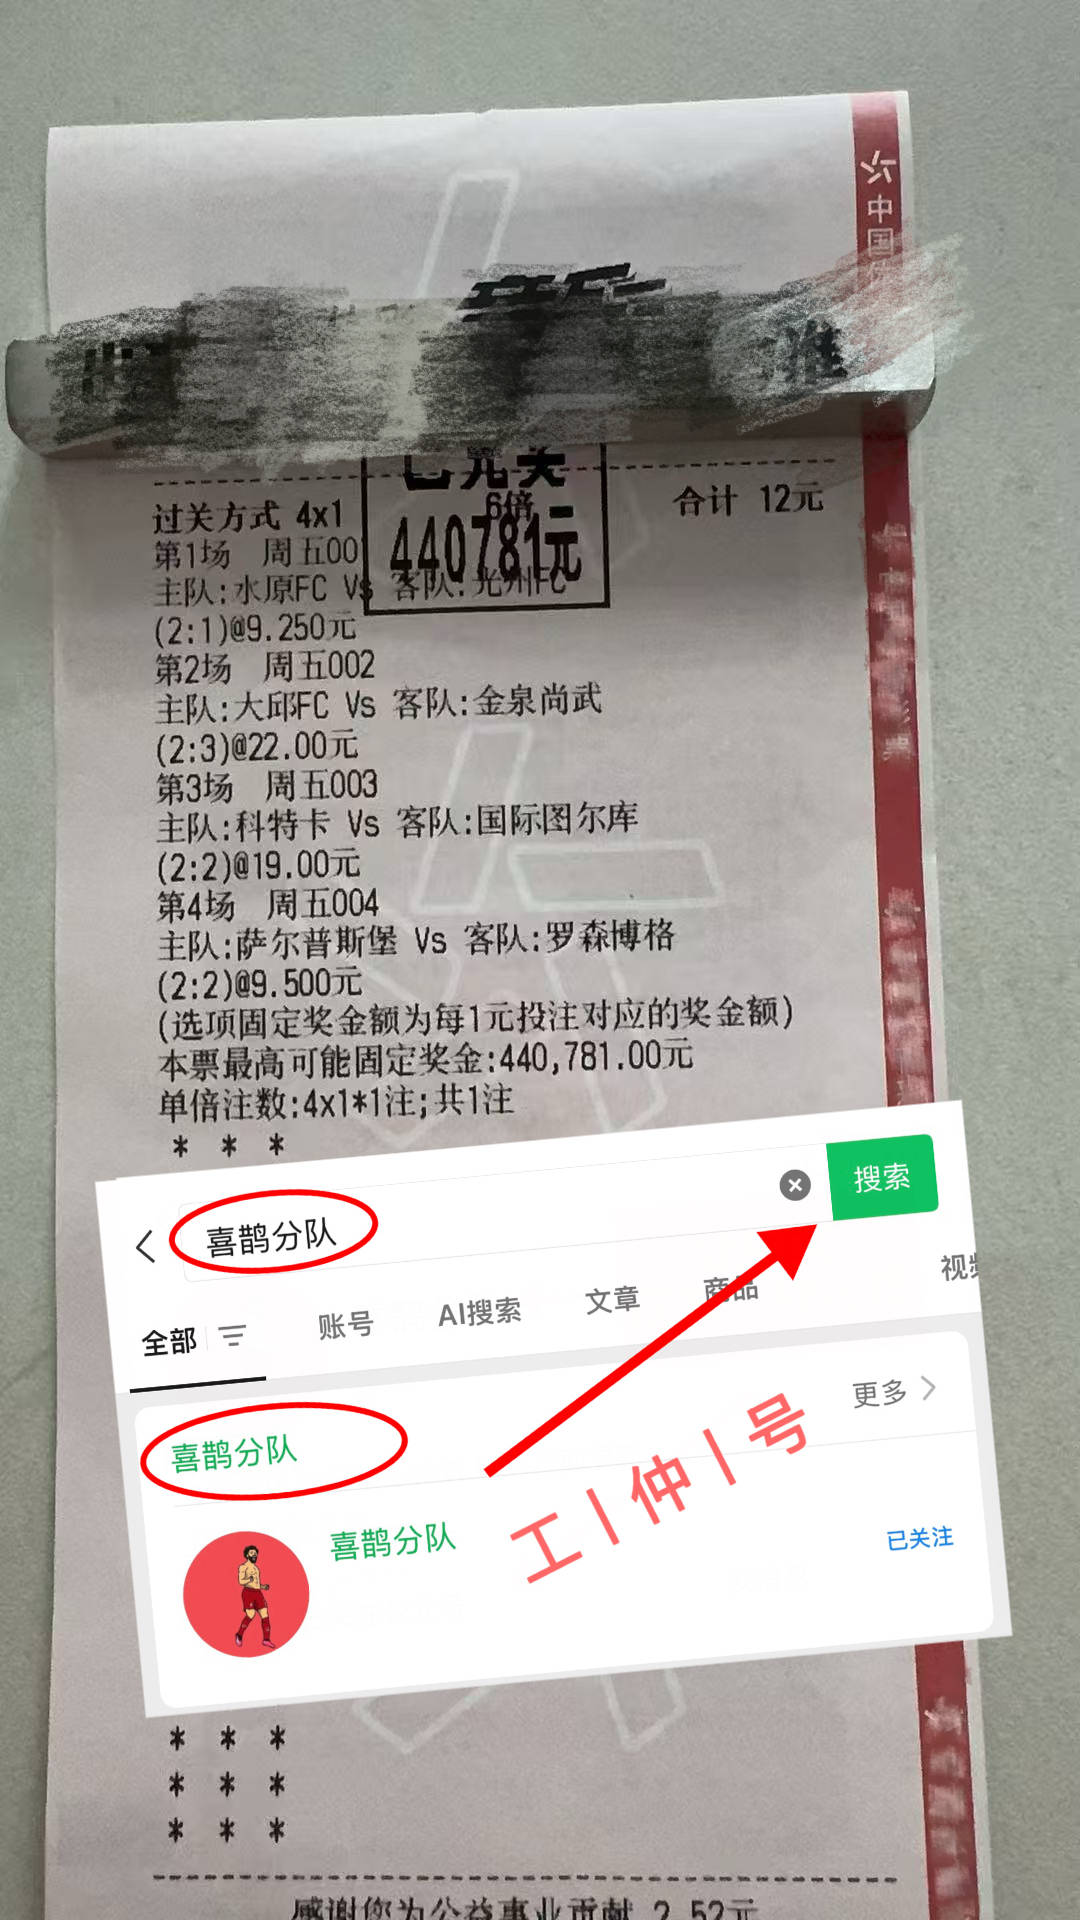 中国
准
已兑奖
过关方式 4x1 6倍 合计 12元
440781元
第1场 周五00
主队:水原FC Vs 客队:光州FC
(2:1)@9.250元
第2场 周五002
主队:大邱FC Vs 客队:金泉尚武
(2:3)@22.00元
第3场 周五003
主队:科特卡 Vs 客队:国际图尔库
(2:2)@19.00元
第4场 周五004
主队:萨尔普斯堡 Vs 客队:罗森博格
(2:2)@9.500元
(选项固定奖金额为每1元投注对应的奖金额)
本票最高可能固定奖金:440,781.00元
单倍注数:4x1*1注;共1注
* * *
喜鹊分队 搜索
全部 账号 AI搜索 文章 商品 视频
喜鹊分队 更多
喜鹊分队 已关注
工|仲|号
* * *
* * *
* * *
感谢您为公益事业贡献 2.52元